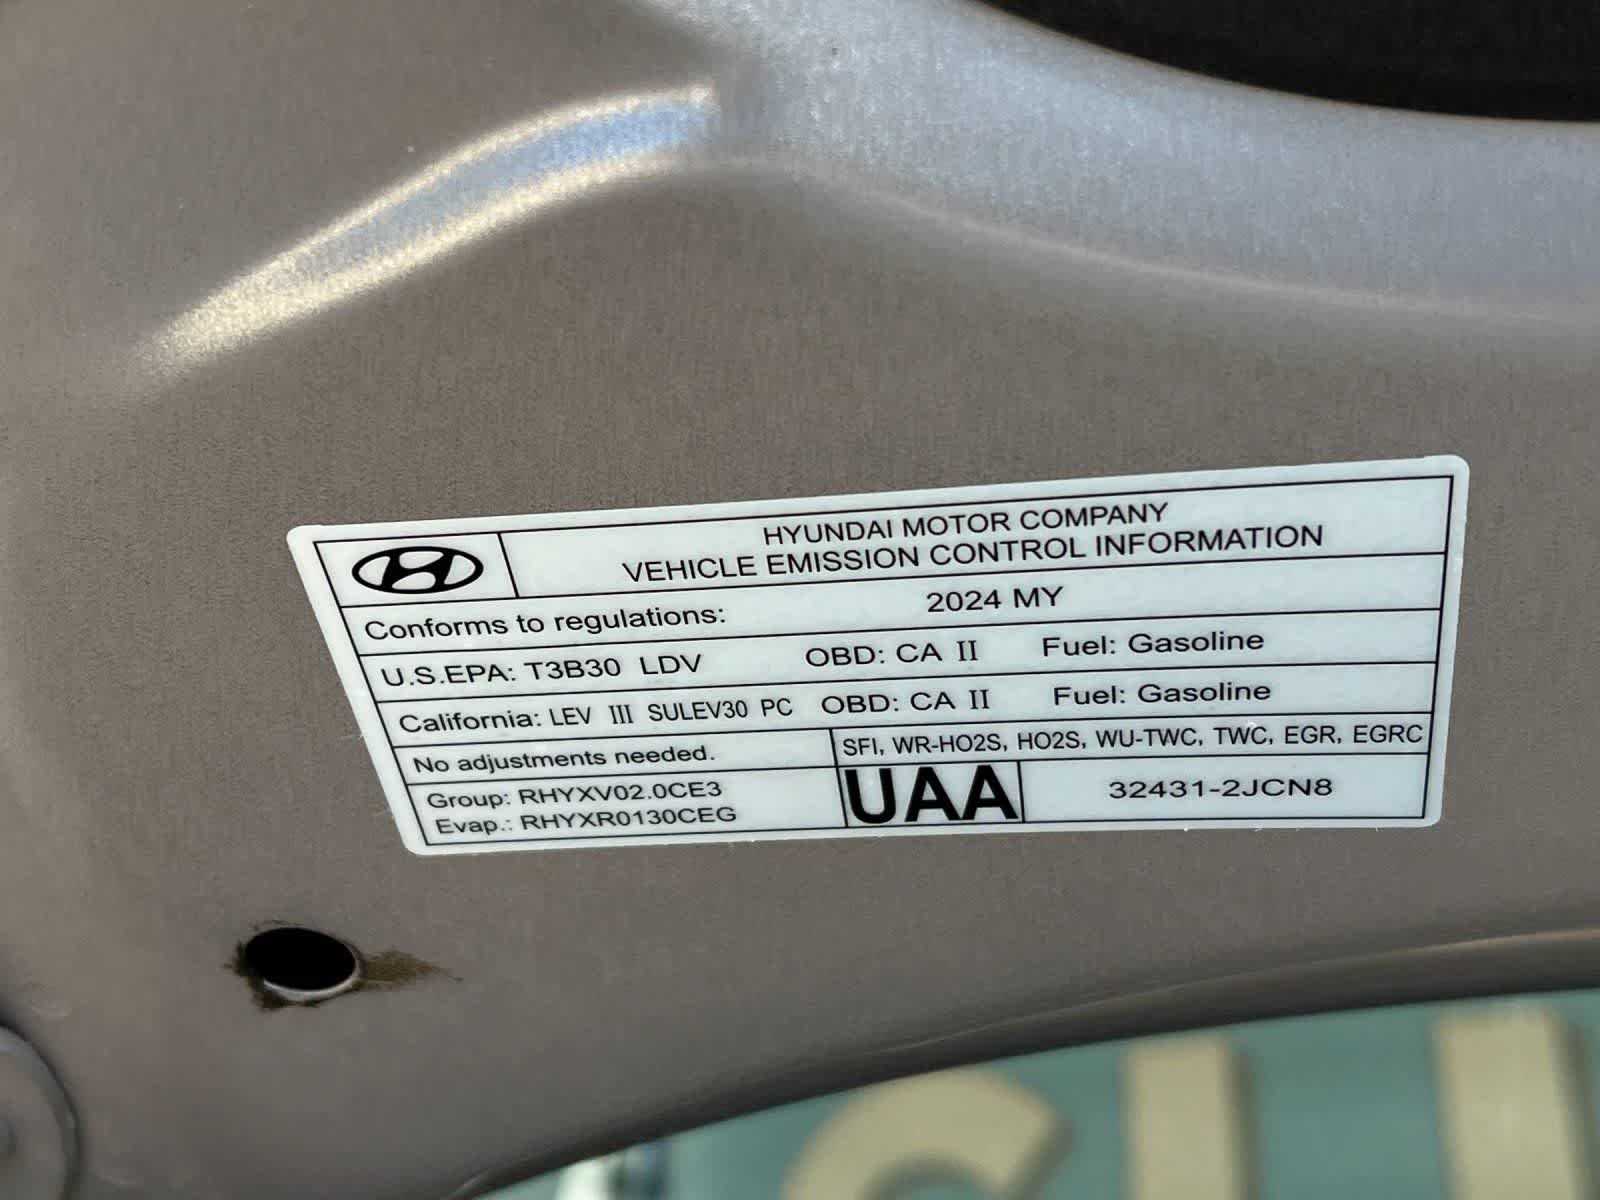 HYUNDAI MOTOR COMPANY
VEHICLE EMISSION CONTROL INFORMATION
Conforms to regulations: 2024 MY
U.S.EPA: T3B30 LDV OBD: CA II Fuel: Gasoline
California: LEV III SULEV30 PC OBD: CA II Fuel: Gasoline
No adjustments needed. SFI, WR-HO2S, HO2S, WU-TWC, TWC, EGR, EGRC
Group: RHYXV02.0CE3
Evap.: RHYXR0130CEG
UAA 32431-2JCN8